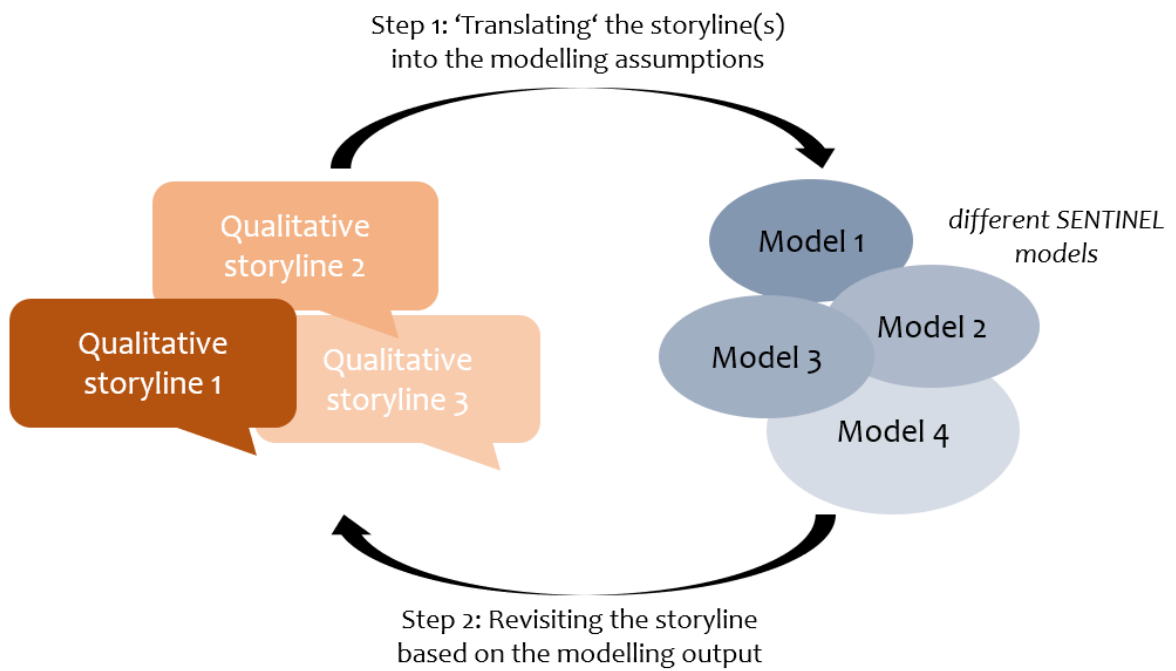 Step 1: ‘Translating‘ the storyline(s)
into the modelling assumptions
Qualitative
storyline 2
Qualitative
storyline 1
Qualitative
storyline 3
Model 1
different SENTINEL
models
Model 2
Model 3
Model 4
Step 2: Revisiting the storyline
based on the modelling output